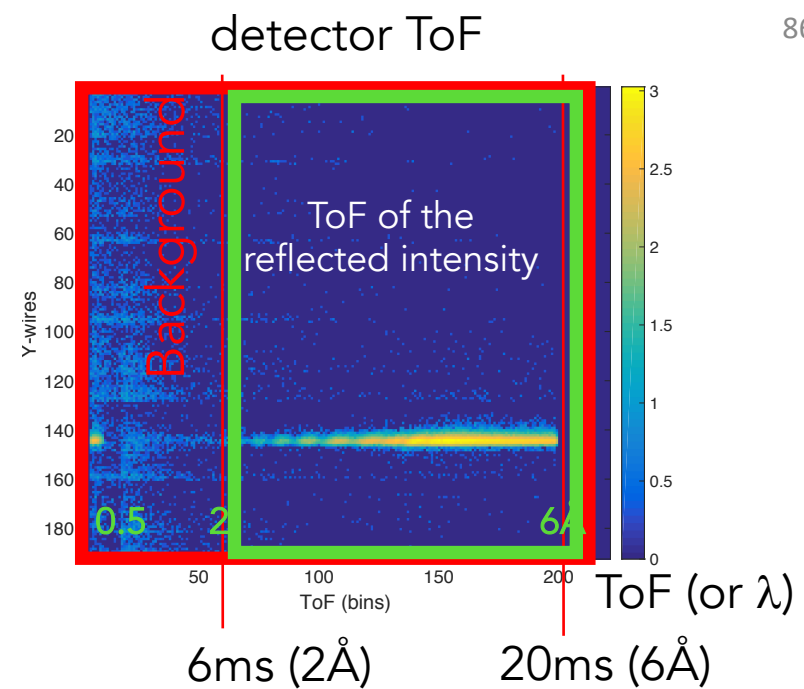 detector ToF
86
Background
ToF of the
reflected intensity
Y-wires
20
40
60
80
100
120
140
160
180
0.5
2
6Å
3
2.5
2
1.5
1
0.5
0
50
100
150
200
ToF (bins)
ToF (or λ)
6ms (2Å)
20ms (6Å)